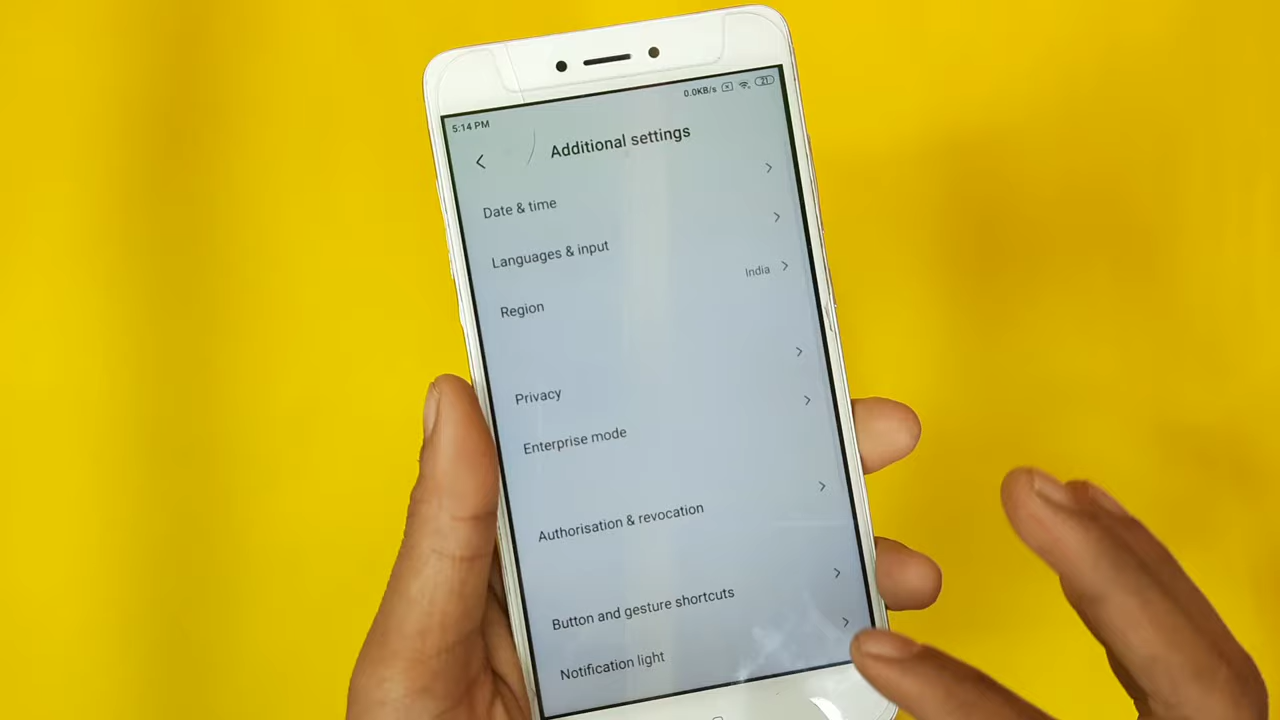 5:14 PM
0.0KB/s
21
Additional settings
Date & time
Languages & input
Region
India
Privacy
Enterprise mode
Authorisation & revocation
Button and gesture shortcuts
Notification light